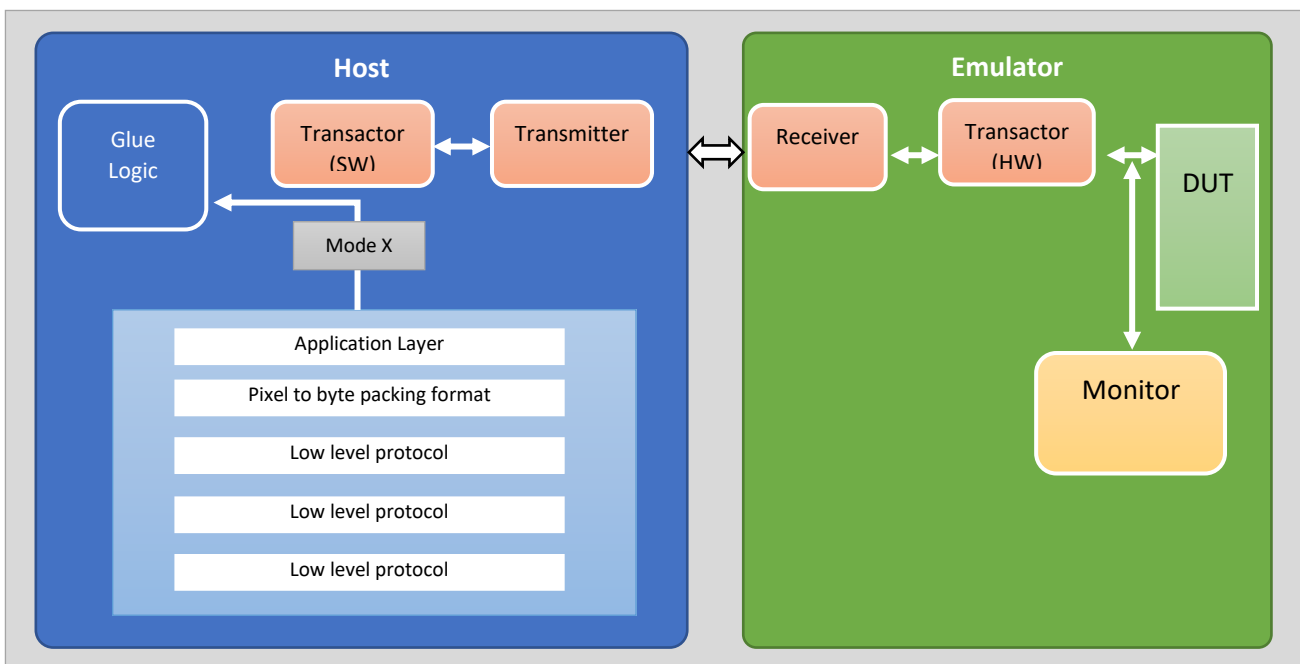 Host
Glue
Logic
Transactor
(SW)
Transmitter
Mode X
Application Layer
Pixel to byte packing format
Low level protocol
Low level protocol
Low level protocol
Emulator
Receiver
Transactor
(HW)
DUT
Monitor